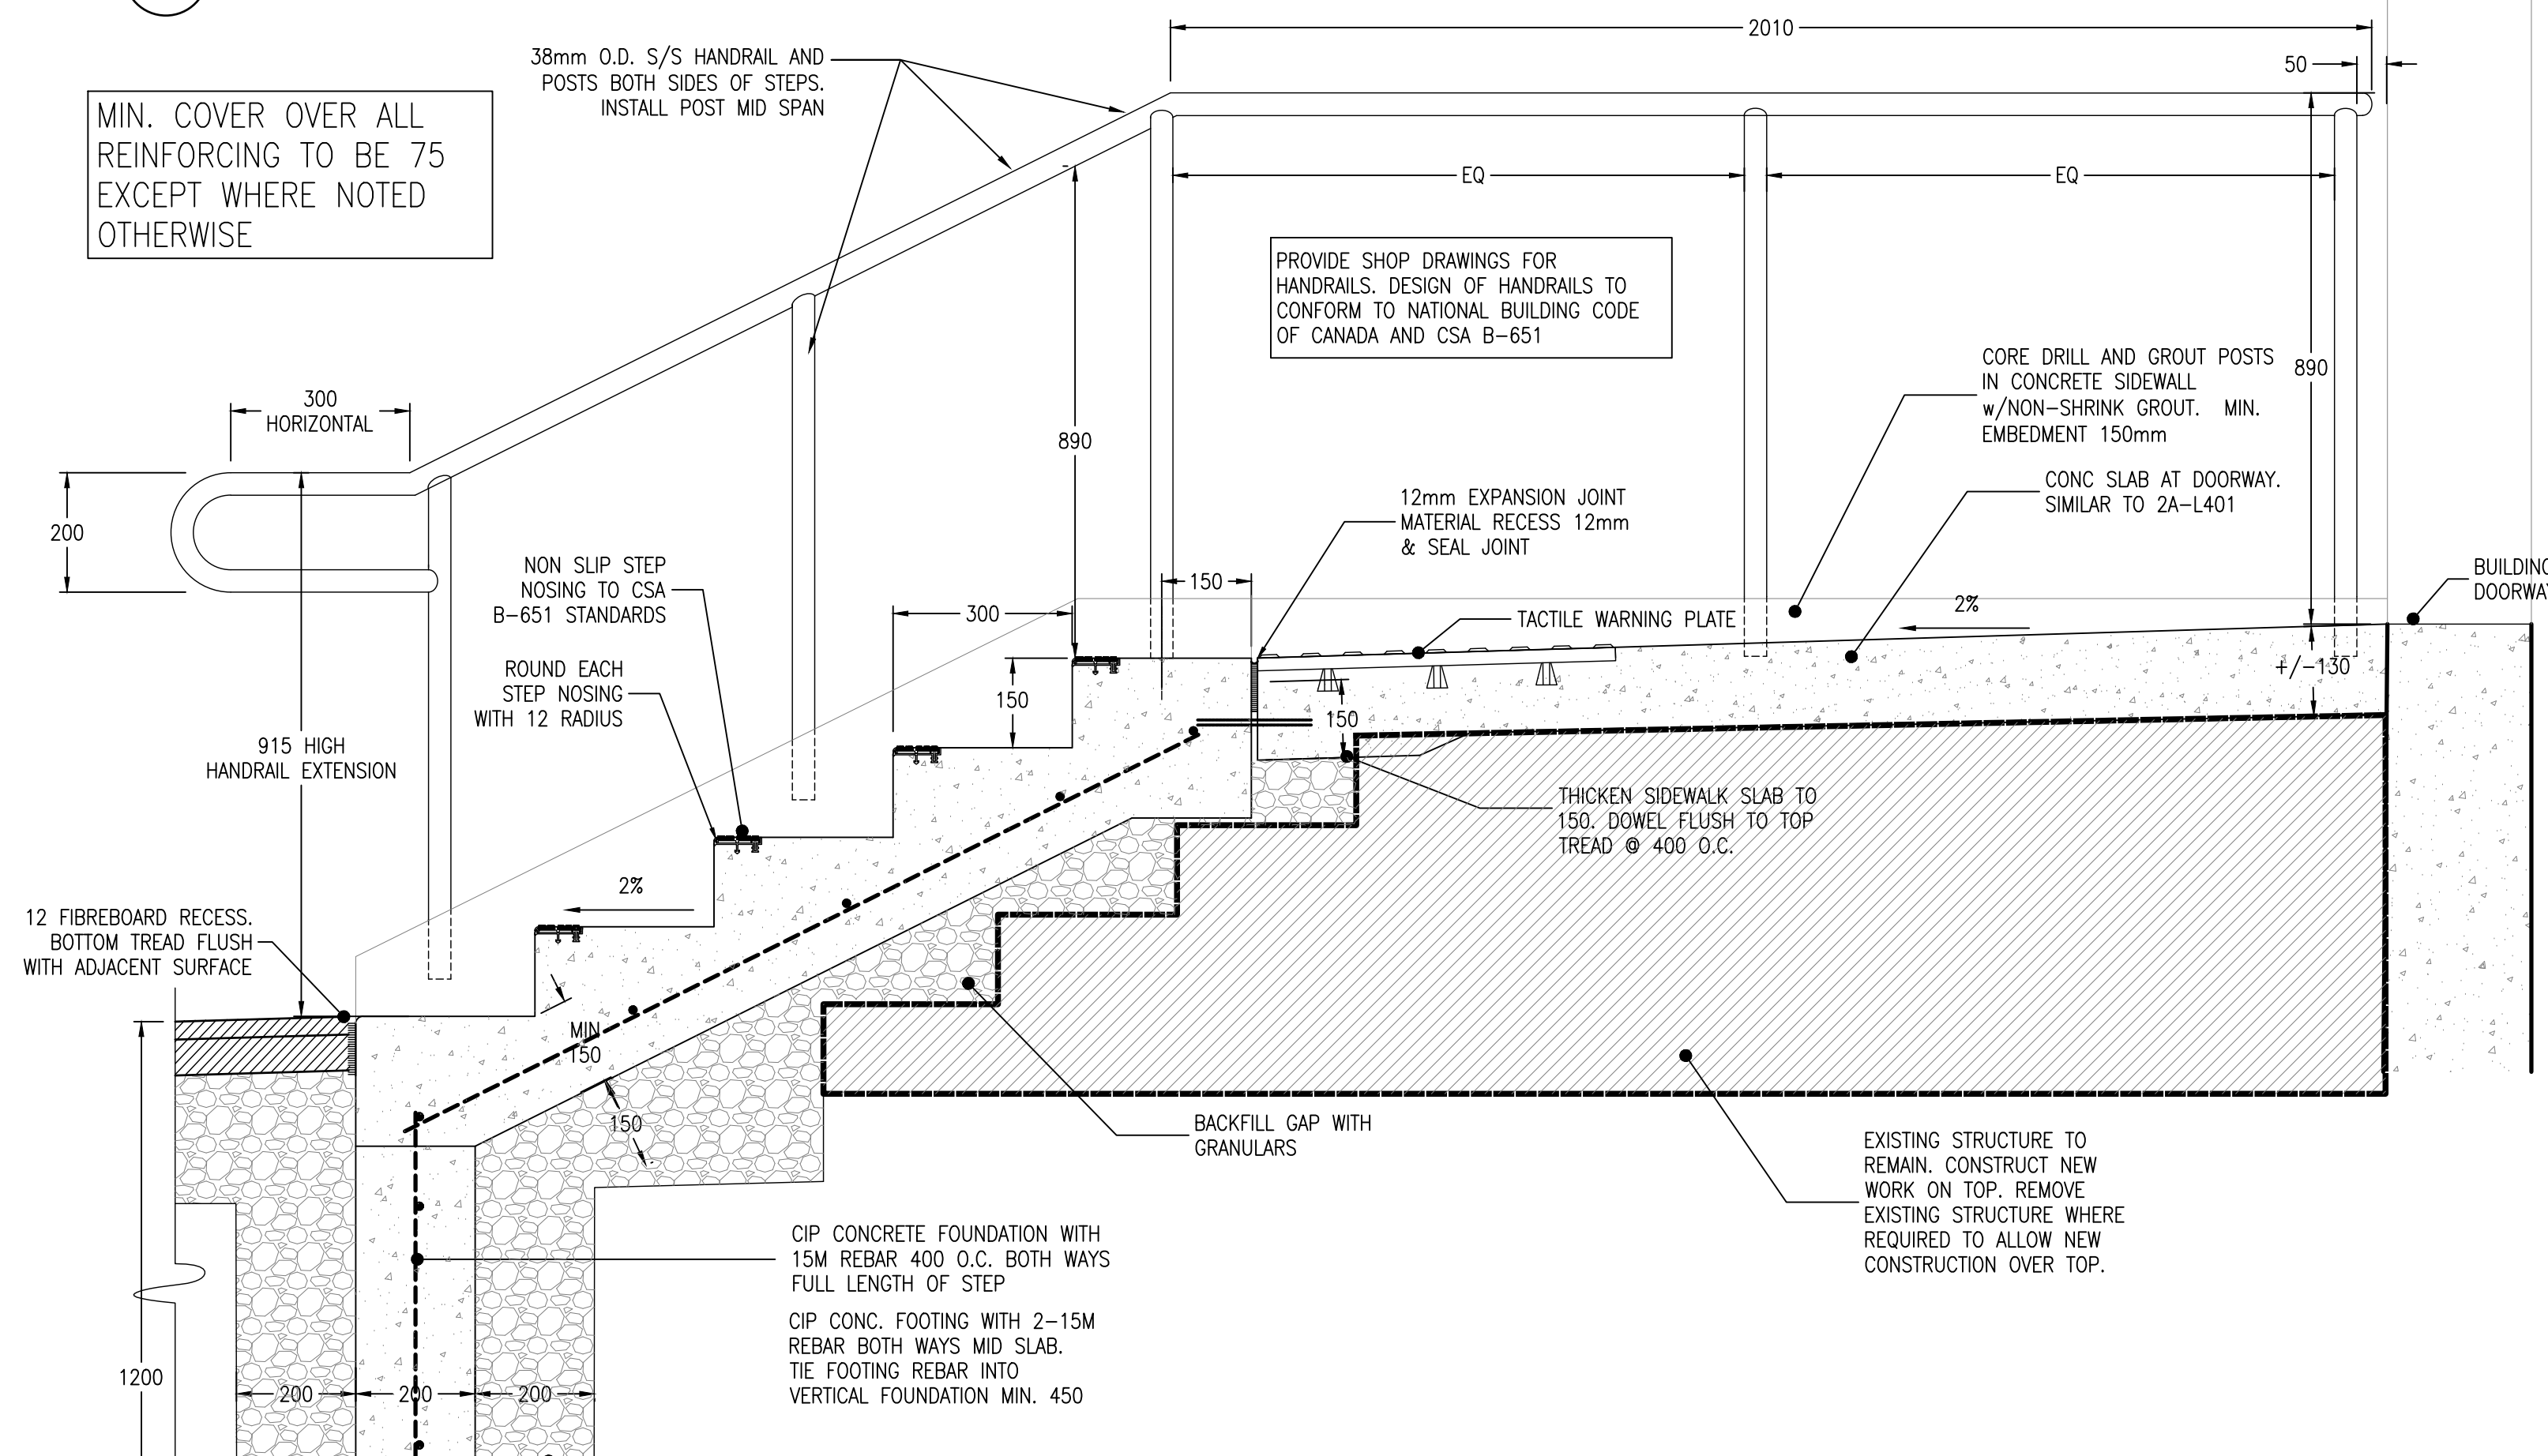 2010
50
38mm O.D. S/S HANDRAIL AND
POSTS BOTH SIDES OF STEPS.
INSTALL POST MID SPAN
MIN. COVER OVER ALL
REINFORCING TO BE 75
EXCEPT WHERE NOTED
OTHERWISE
EQ
EQ
PROVIDE SHOP DRAWINGS FOR
HANDRAILS. DESIGN OF HANDRAILS TO
CONFORM TO NATIONAL BUILDING CODE
OF CANADA AND CSA B-651
CORE DRILL AND GROUT POSTS
IN CONCRETE SIDEWALL
w/NON-SHRINK GROUT. MIN.
EMBEDMENT 150mm
890
300
HORIZONTAL
890
CONC SLAB AT DOORWAY.
SIMILAR TO 2A-L401
12mm EXPANSION JOINT
MATERIAL RECESS 12mm
& SEAL JOINT
200
NON SLIP STEP
NOSING TO CSA
B-651 STANDARDS
BUILDING
DOORWAY
150
300
TACTILE WARNING PLATE
2%
ROUND EACH
STEP NOSING
WITH 12 RADIUS
+/-130
150
150
915 HIGH
HANDRAIL EXTENSION
THICKEN SIDEWALK SLAB TO
150. DOWEL FLUSH TO TOP
TREAD @ 400 O.C.
2%
12 FIBREBOARD RECESS.
BOTTOM TREAD FLUSH
WITH ADJACENT SURFACE
MIN
150
150
BACKFILL GAP WITH
GRANULARS
EXISTING STRUCTURE TO
REMAIN. CONSTRUCT NEW
WORK ON TOP. REMOVE
EXISTING STRUCTURE WHERE
REQUIRED TO ALLOW NEW
CONSTRUCTION OVER TOP.
CIP CONCRETE FOUNDATION WITH
15M REBAR 400 O.C. BOTH WAYS
FULL LENGTH OF STEP
CIP CONC. FOOTING WITH 2-15M
REBAR BOTH WAYS MID SLAB.
TIE FOOTING REBAR INTO
VERTICAL FOUNDATION MIN. 450
1200
200
200
200